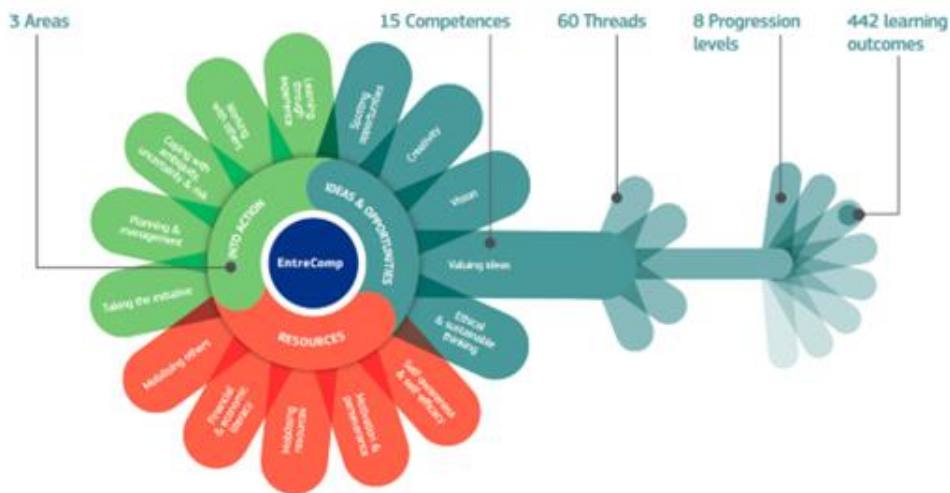 3 Areas
15 Competences
60 Threads
8 Progression
levels
442 learning
outcomes
Learning
through
experience
Spotting
opportunities
Creativity
Vision
Valuing ideas
Ethical
& sustainable
thinking
Self-awareness
& self-efficacy
Motivation &
perseverance
Mobilising
resources
Financial
& economic
literacy
Mobilising others
Taking the initiative
Planning &
management
Coping with
ambiguity,
uncertainty & risk
Working
with others
INTO ACTION
IDEAS & OPPORTUNITIES
RESOURCES
EntreComp